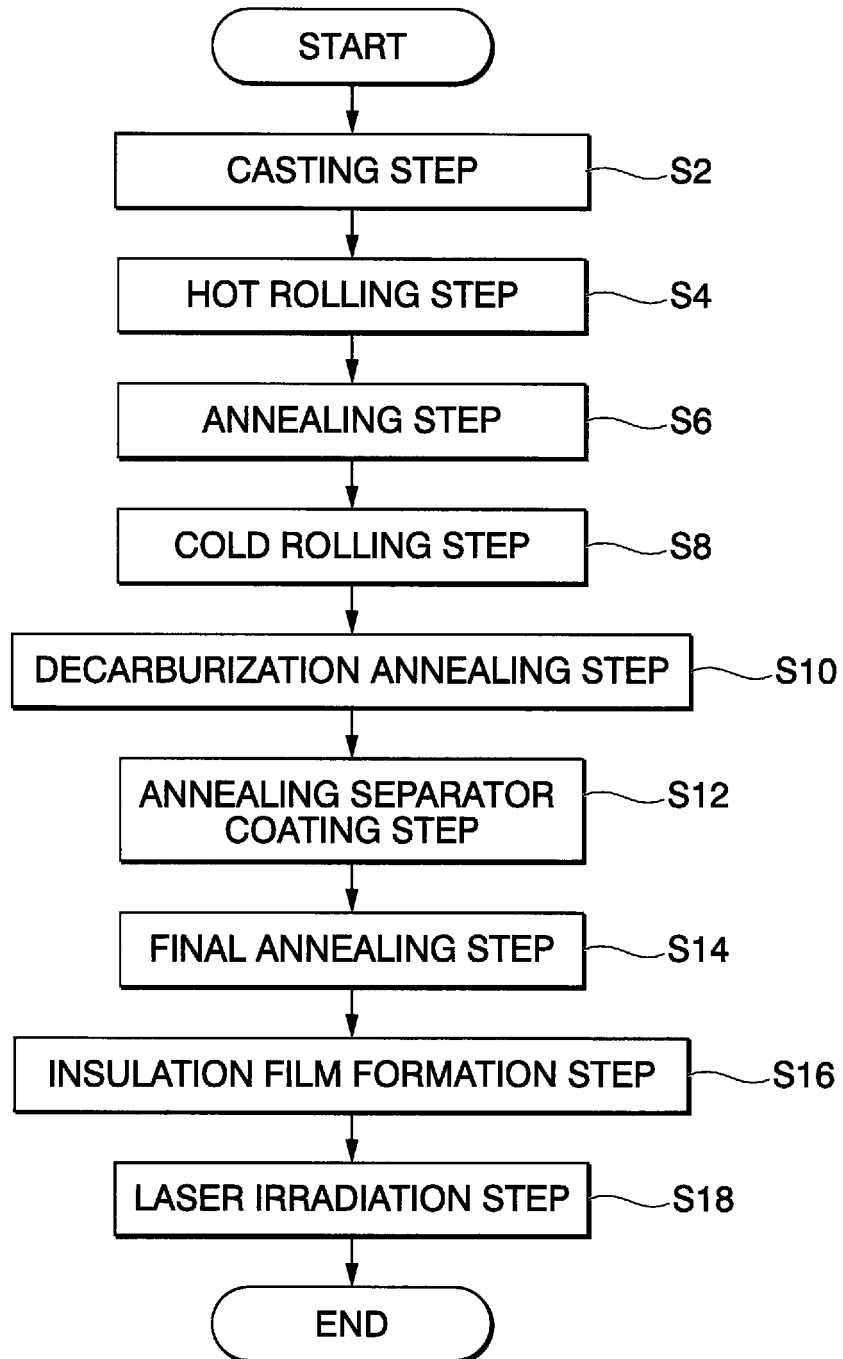 START
CASTING STEP
S2
HOT ROLLING STEP
S4
ANNEALING STEP
S6
COLD ROLLING STEP
S8
DECARBURIZATION ANNEALING STEP
S10
ANNEALING SEPARATOR
COATING STEP
S12
FINAL ANNEALING STEP
S14
INSULATION FILM FORMATION STEP
S16
LASER IRRADIATION STEP
S18
END